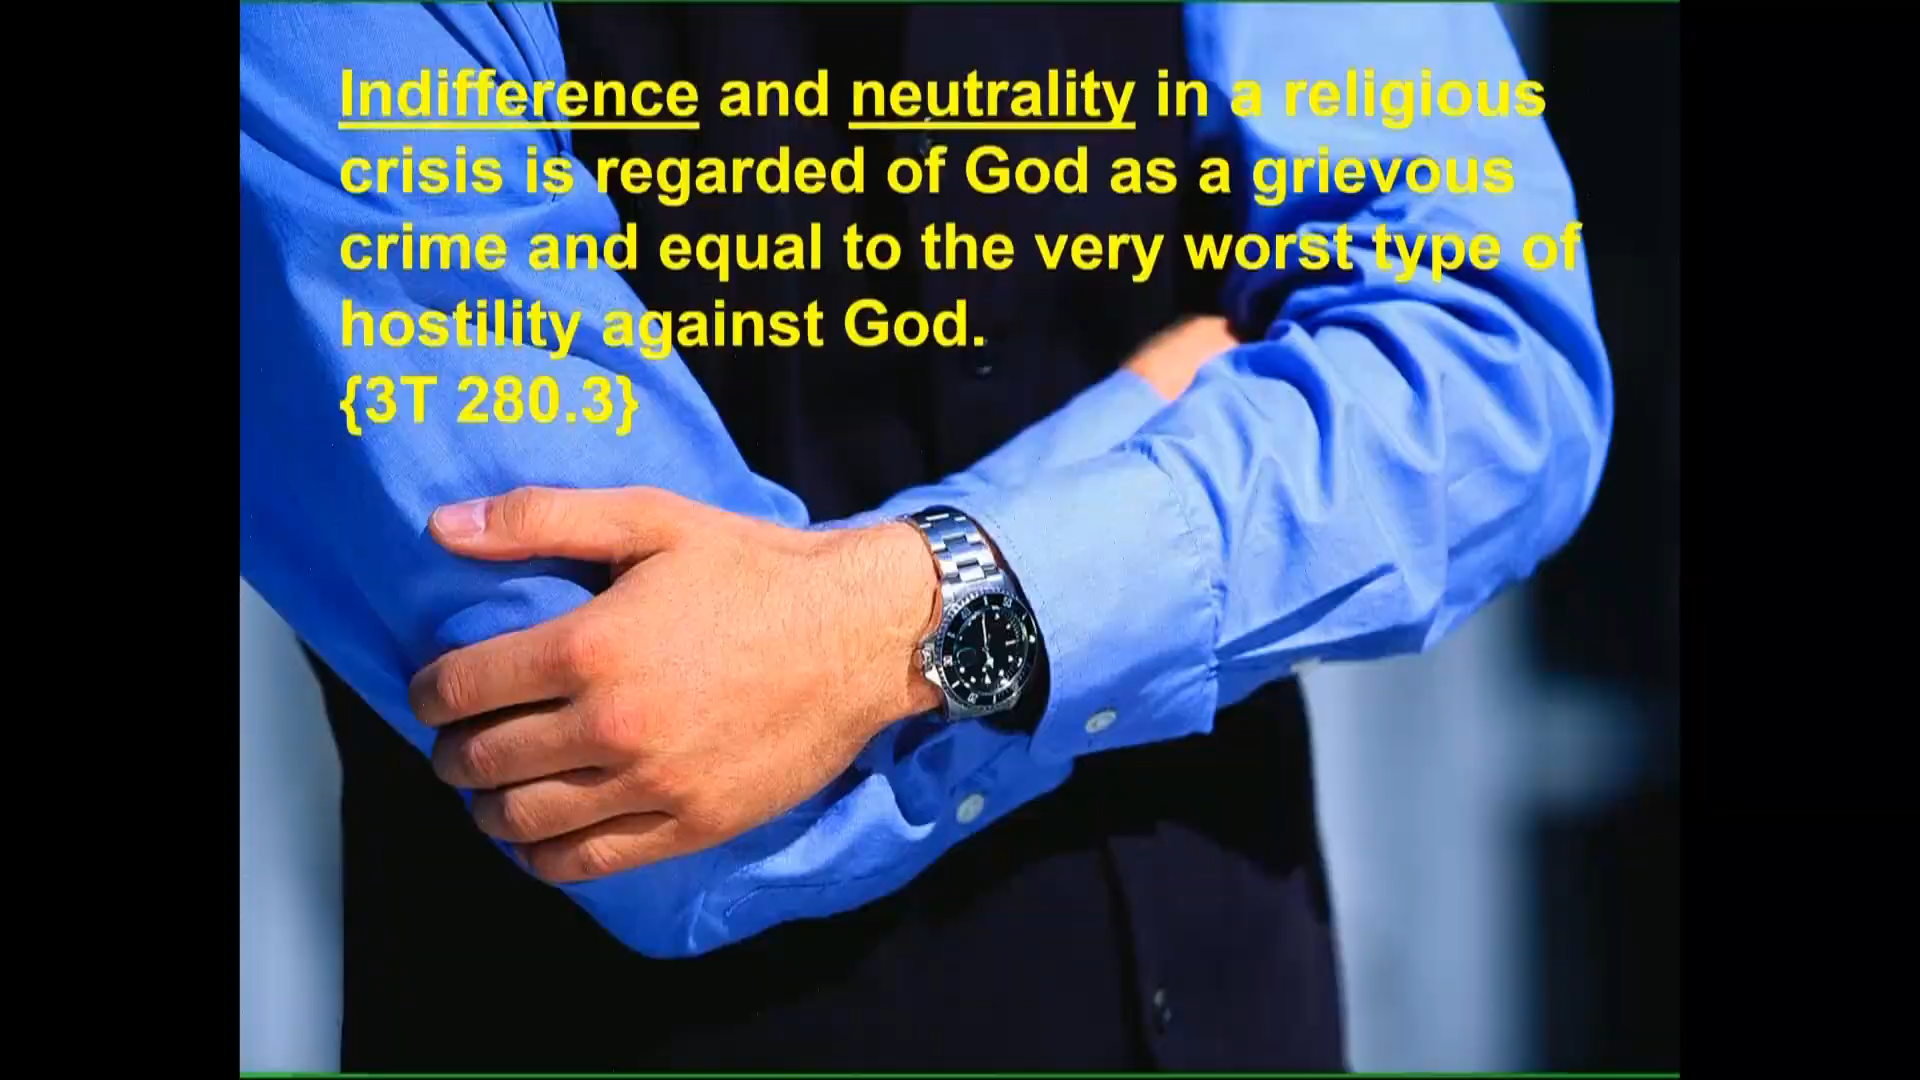 Indifference and neutrality in a religious
crisis is regarded of God as a grievous
crime and equal to the very worst type of
hostility against God.
{3T 280.3}